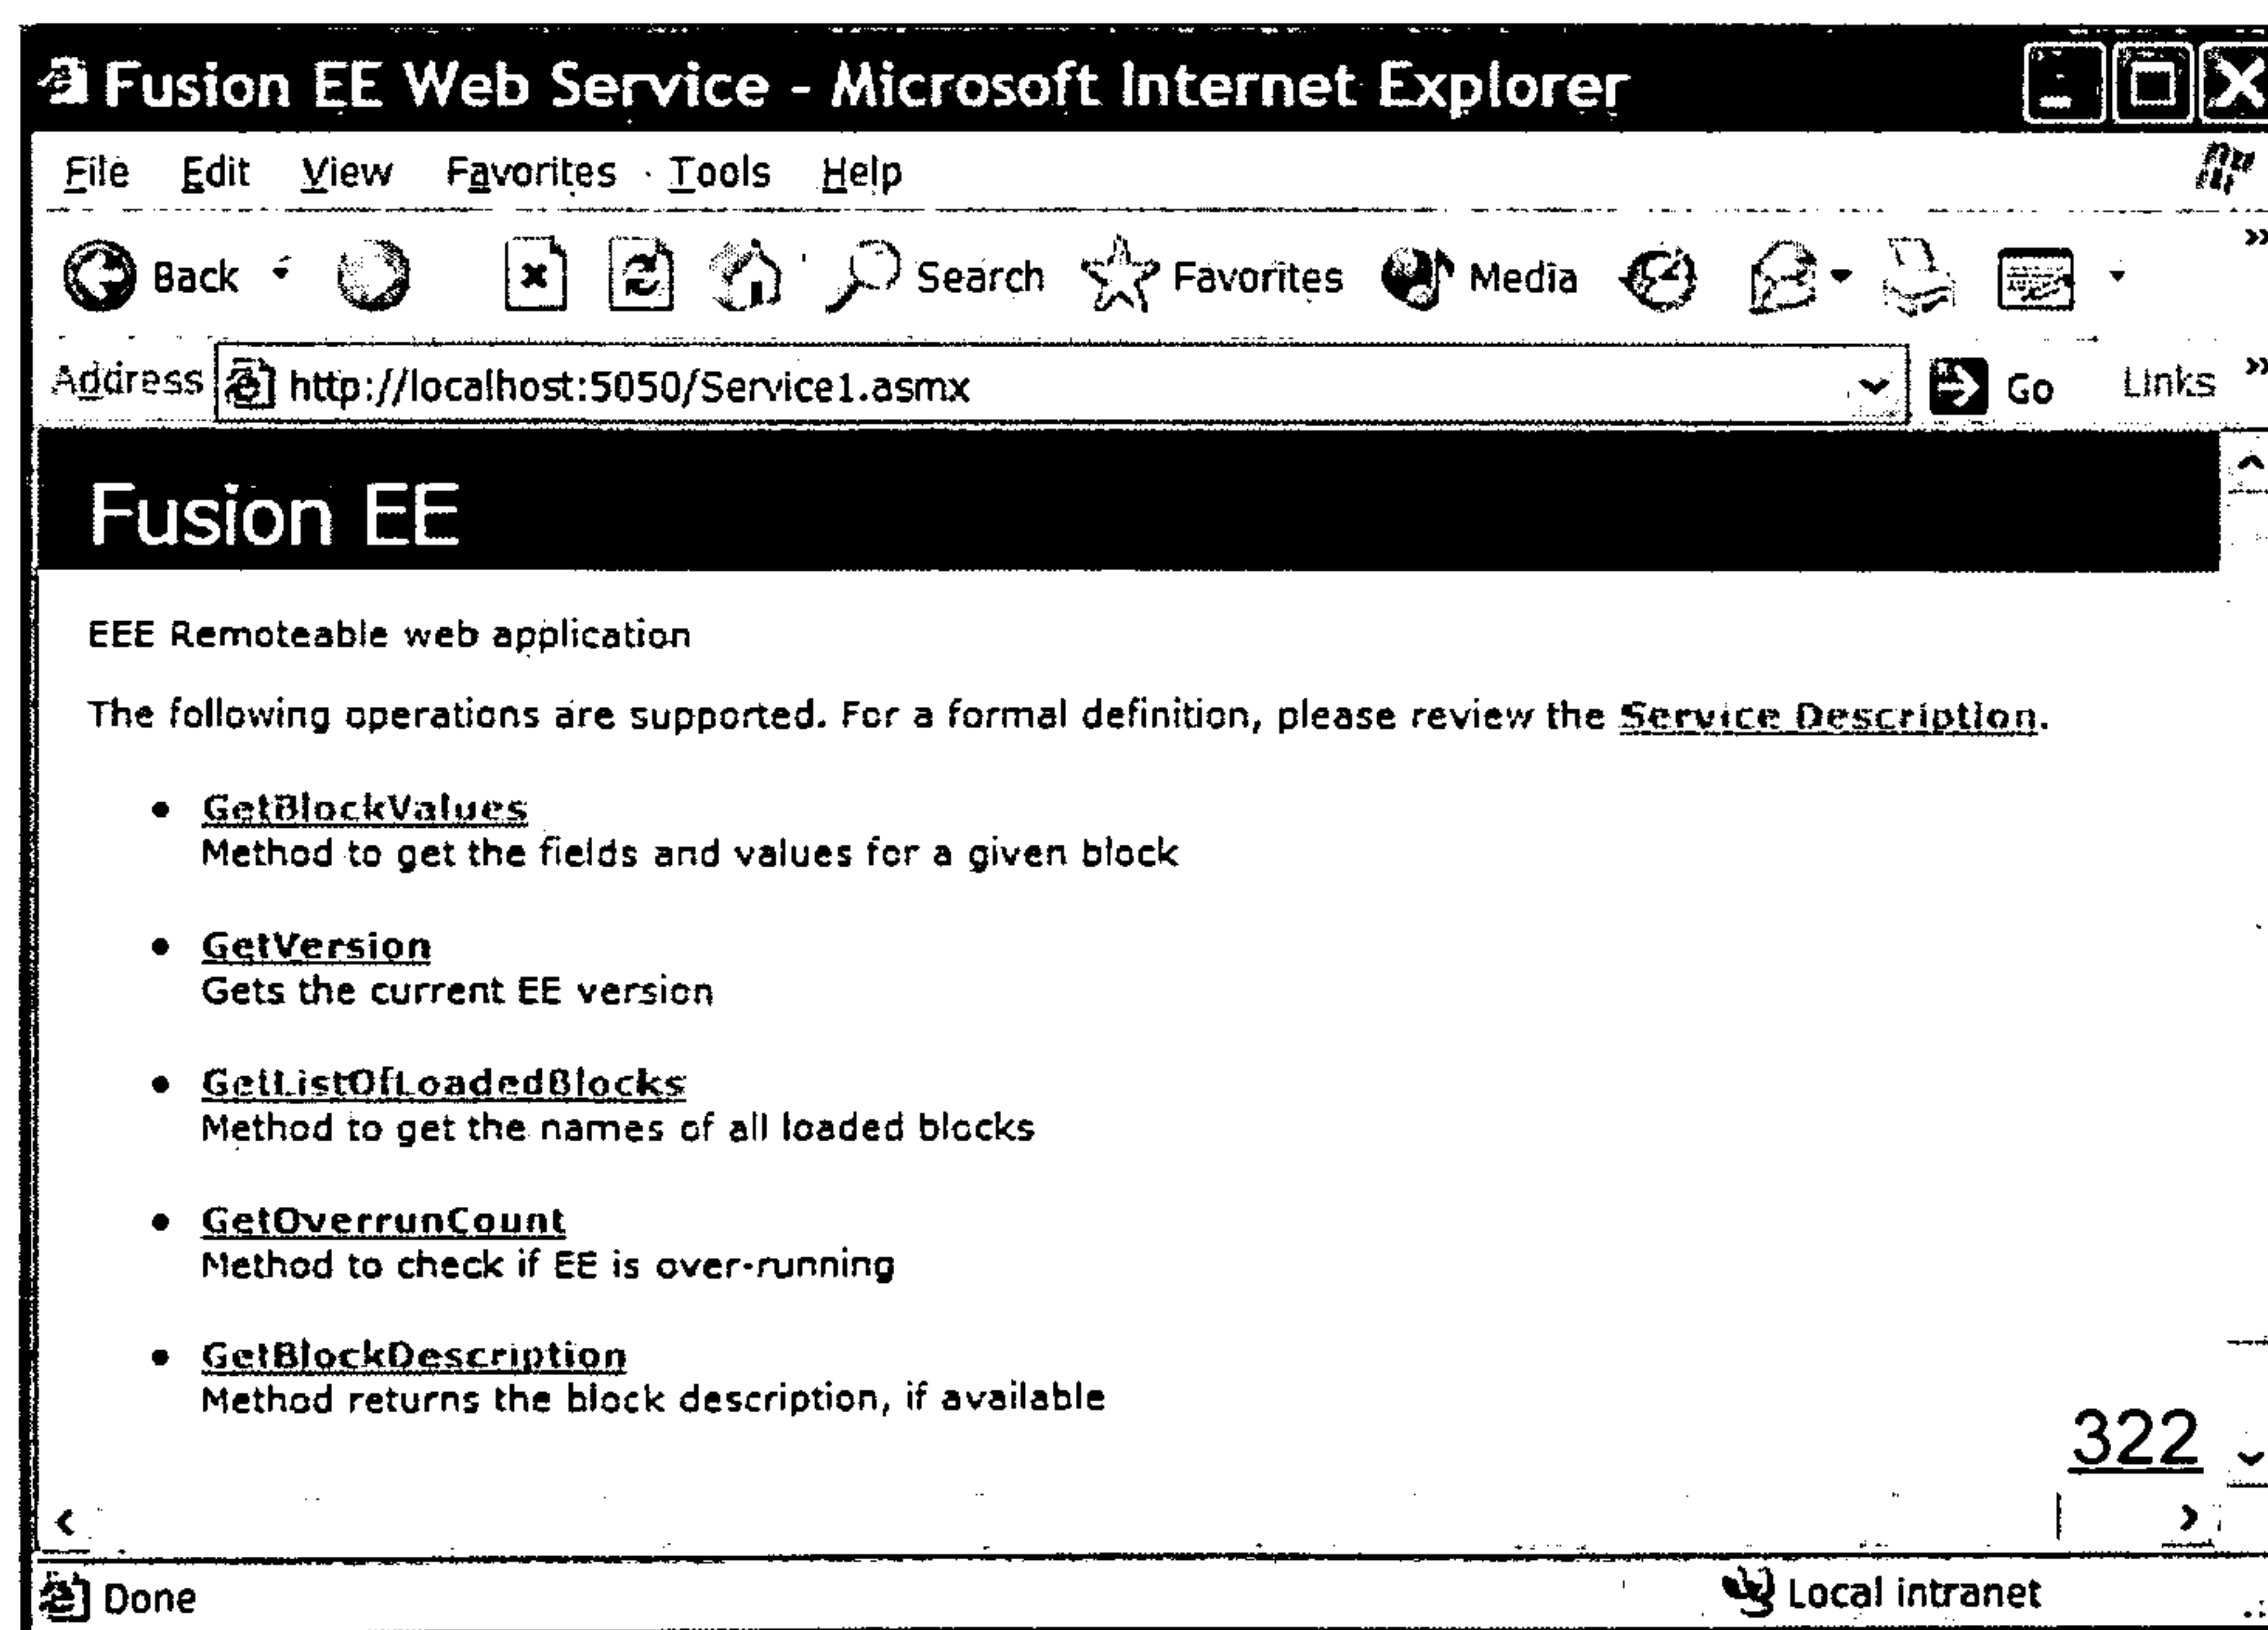 Fusion EE Web Service - Microsoft Internet Explorer
File Edit View Favorites Tools Help
Back Search Favorites Media
Address http://localhost:5050/Service1.asmx Go Links
Fusion EE
EEE Remoteable web application
The following operations are supported. For a formal definition, please review the Service Description.
• GetBlockValues
Method to get the fields and values for a given block
• GetVersion
Gets the current EE version
• GetListOfLoadedBlocks
Method to get the names of all loaded blocks
• GetOverrunCount
Method to check if EE is over-running
• GetBlockDescription
Method returns the block description, if available
322
Done Local intranet